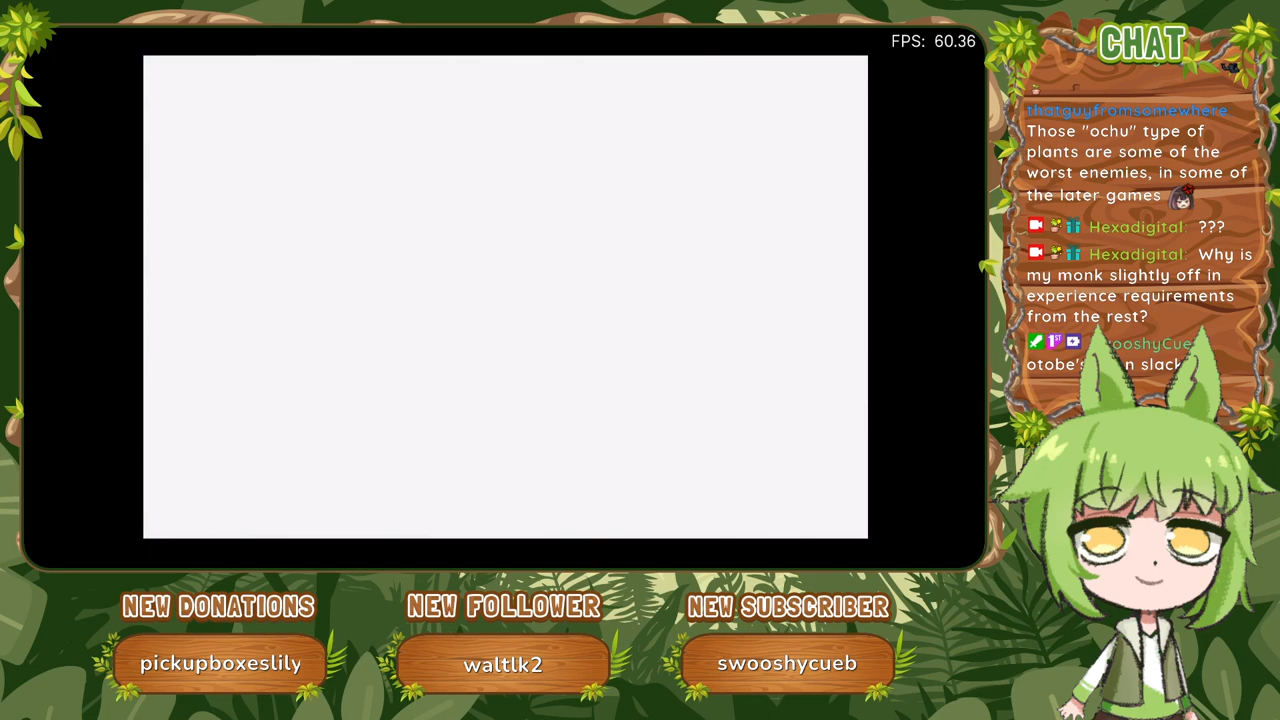 FPS: 60.36
CHAT
thatguyfromsomewhere
Those "ochu" type of
plants are some of the
worst enemies, in some of
the later games
Hexadigital: ???
Hexadigital: Why is
my monk slightly off in
experience requirements
from the rest?
1ST
otobe's
NEW DONATIONS
NEW FOLLOWER
NEW SUBSCRIBER
pickupboxeslily
waltlk2
swooshycueb